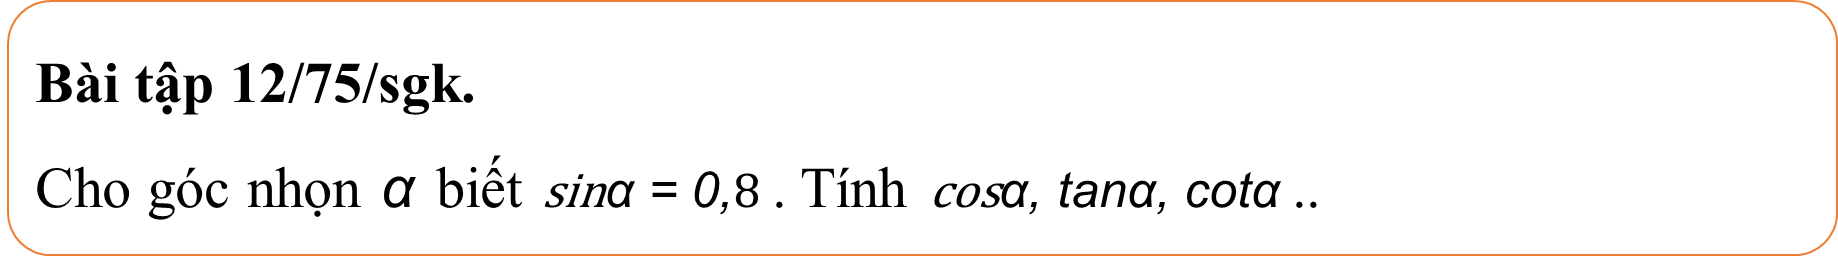 Bài tập 12/75/sgk.
Cho góc nhọn α biết sinα = 0,8 . Tính cosα, tanα, cotα ..